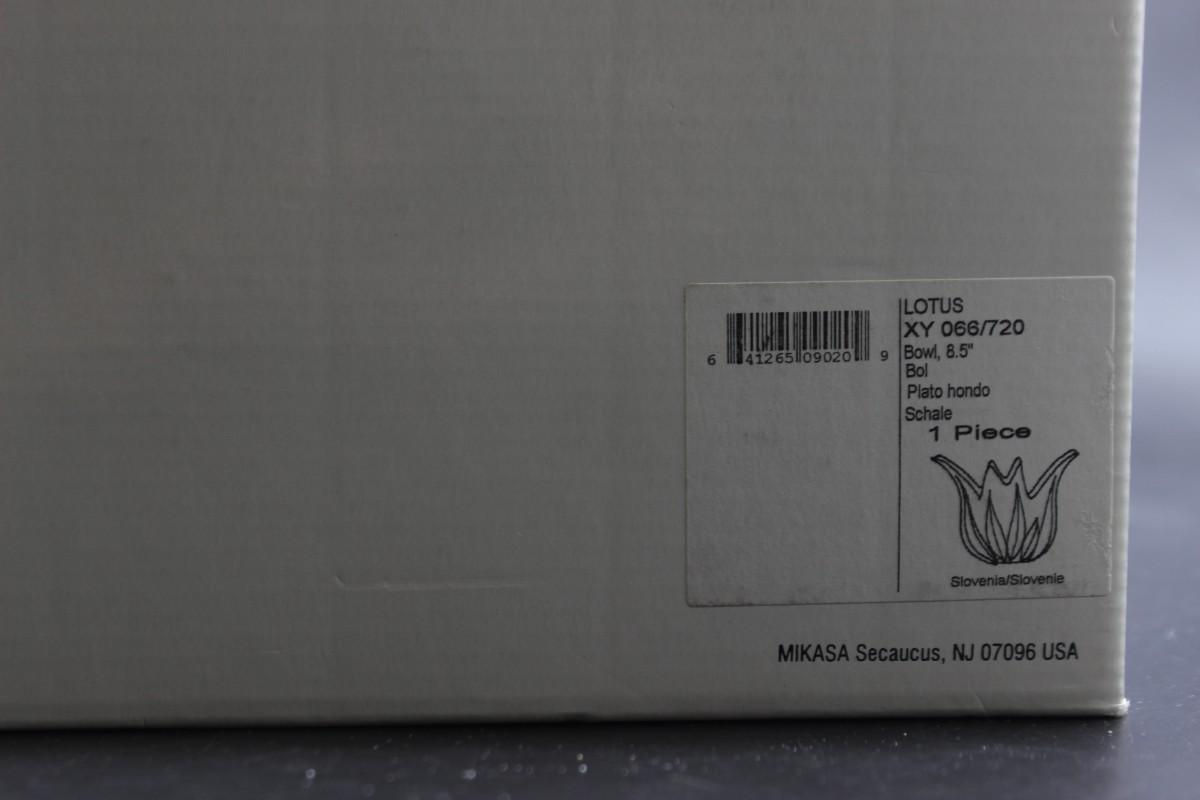 6 41265 09020 9
LOTUS
XY 066/720
Bowl, 8.5"
Bol
Plato hondo
Schale
1 Piece
Slovenia/Slovenie
MIKASA Secaucus, NJ 07096 USA